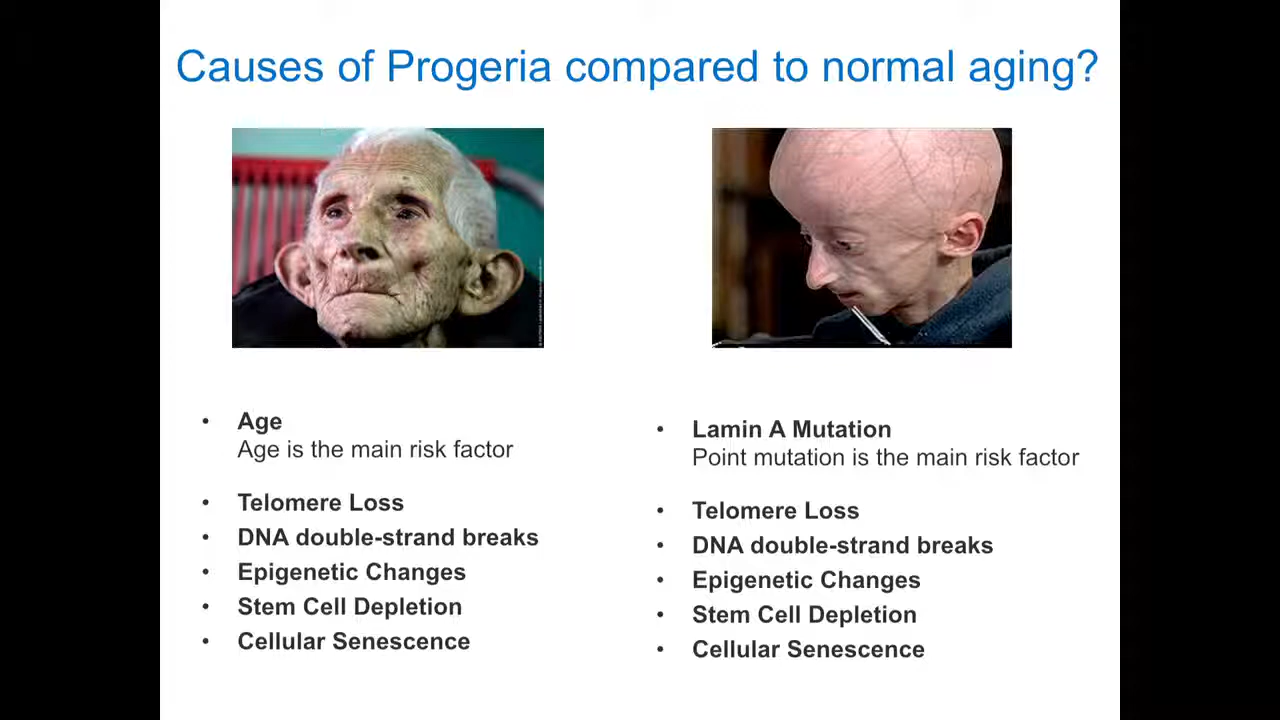 Causes of Progeria compared to normal aging?
• Age
Age is the main risk factor
• Telomere Loss
• DNA double-strand breaks
• Epigenetic Changes
• Stem Cell Depletion
• Cellular Senescence
• Lamin A Mutation
Point mutation is the main risk factor
• Telomere Loss
• DNA double-strand breaks
• Epigenetic Changes
• Stem Cell Depletion
• Cellular Senescence